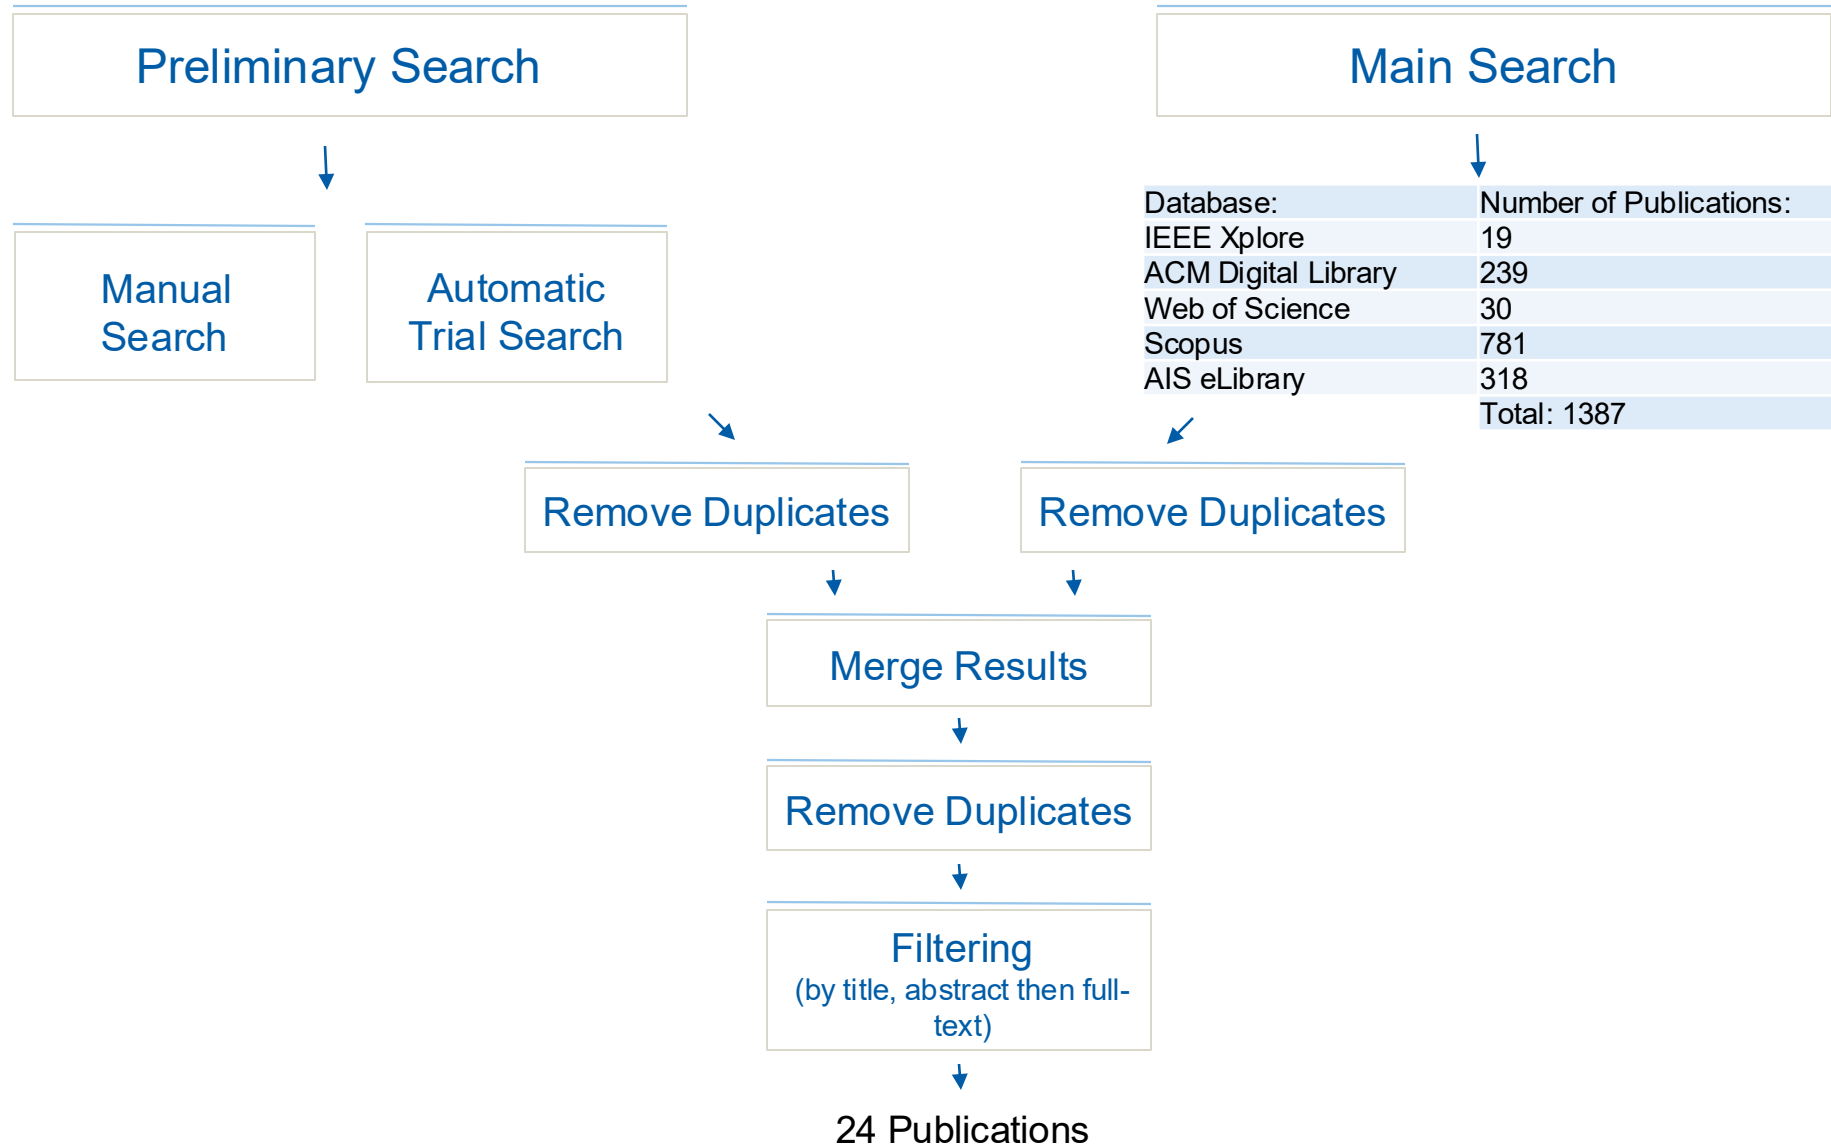 Preliminary Search
Main Search
Manual
Search
Automatic
Trial Search
Database: Number of Publications:
IEEE Xplore 19
ACM Digital Library 239
Web of Science 30
Scopus 781
AIS eLibrary 318
Total: 1387
Remove Duplicates
Remove Duplicates
Merge Results
Remove Duplicates
Filtering
(by title, abstract then full-
text)
24 Publications